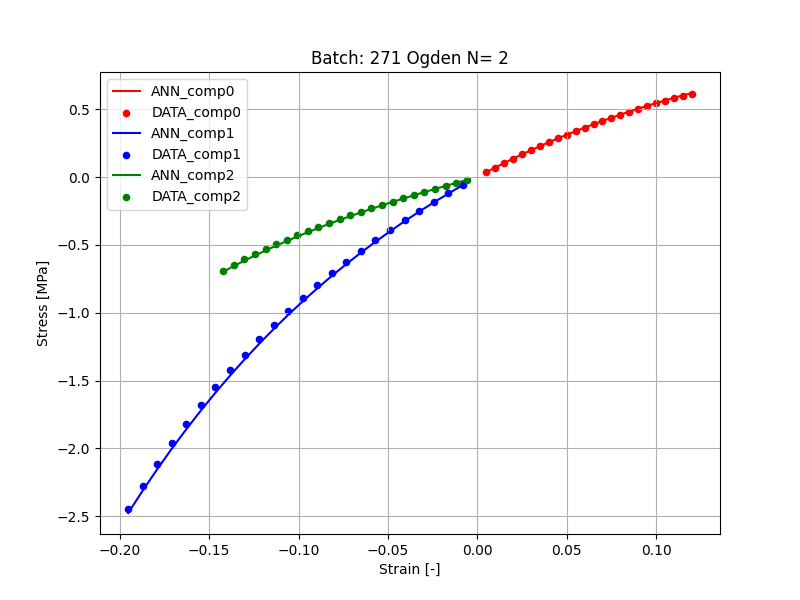 Batch: 271 Ogden N= 2
ANN_comp0
DATA_comp0
ANN_comp1
DATA_comp1
ANN_comp2
DATA_comp2
0.5
0.0
−0.5
−1.0
−1.5
−2.0
−2.5
Stress [MPa]
−0.20 −0.15 −0.10 −0.05 0.00 0.05 0.10
Strain [-]